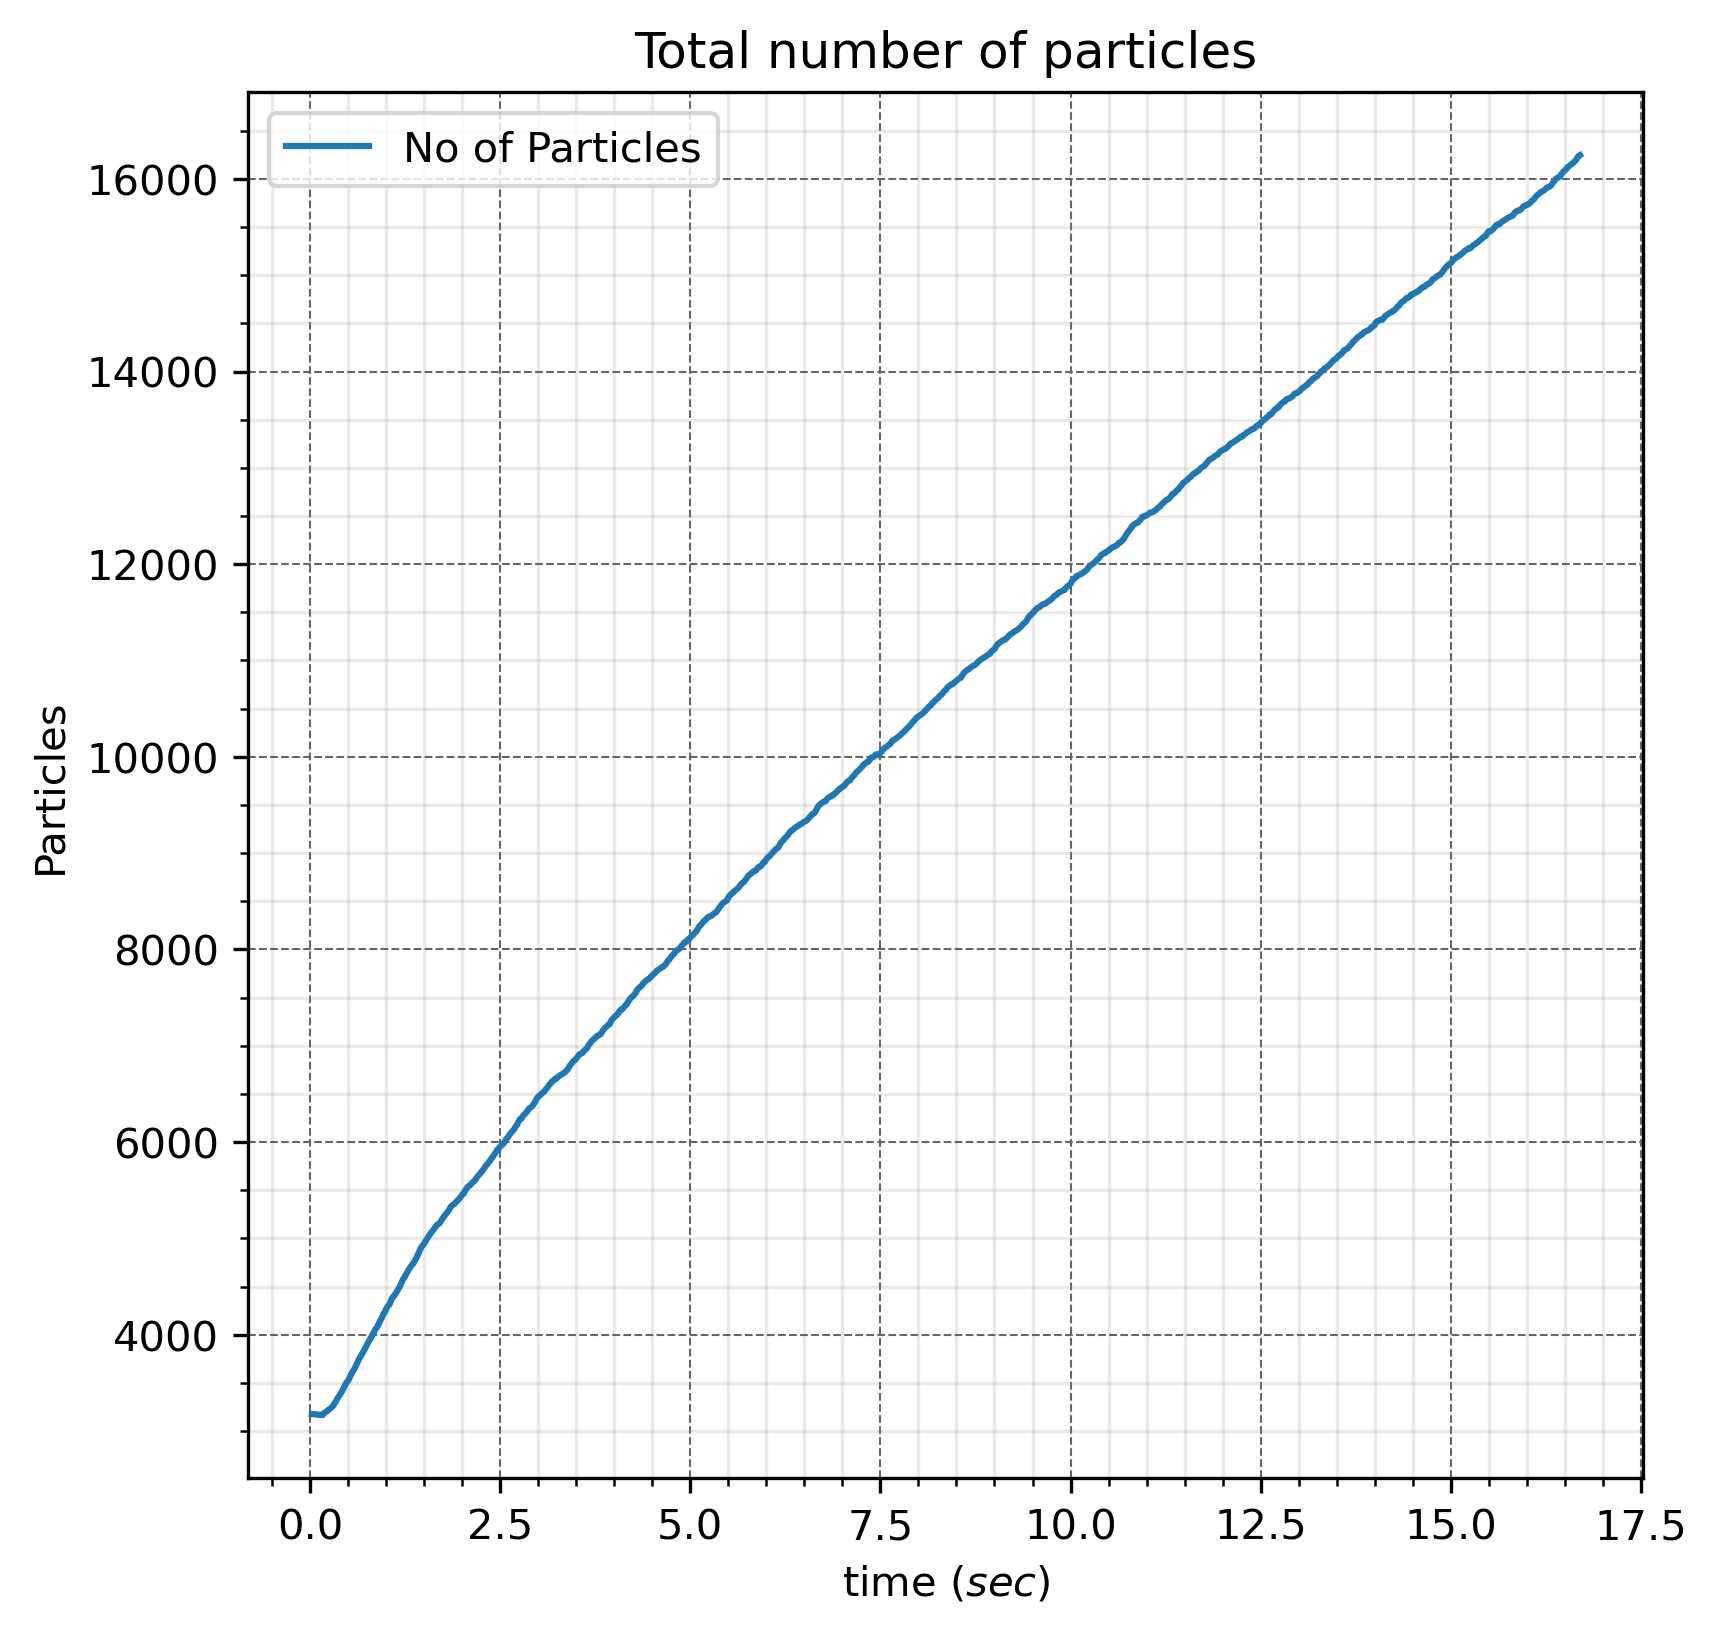 Total number of particles
No of Particles
16000
14000
12000
10000
8000
6000
4000
Particles
0.0 2.5 5.0 7.5 10.0 12.5 15.0 17.5
time (sec)